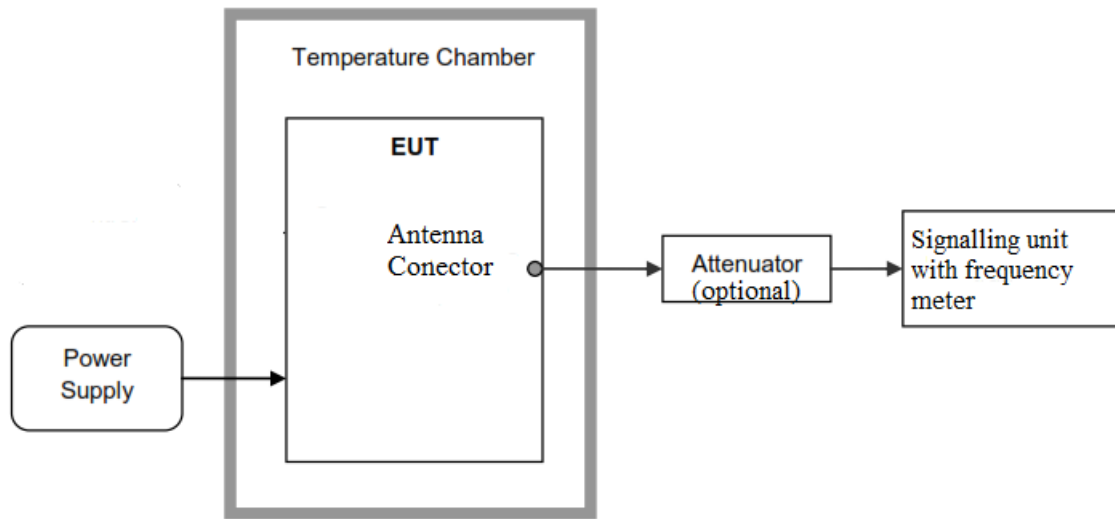 Temperature Chamber
EUT
Antenna
Conector
Attenuator
(optional)
Signalling unit
with frequency
meter
Power
Supply